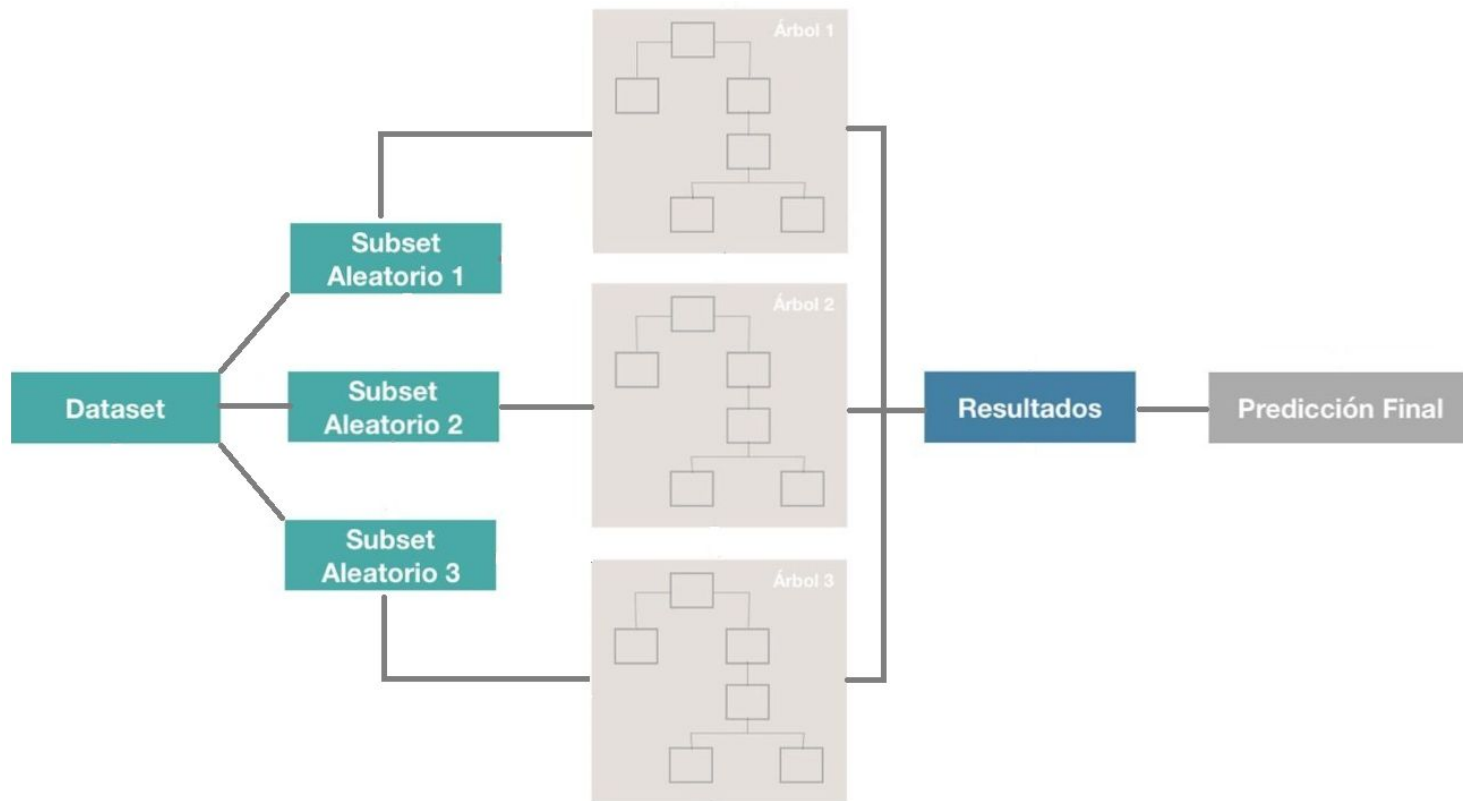 Árbol 1
Subset
Aleatorio 1
Árbol 2
Dataset
Subset
Aleatorio 2
Resultados
Predicción Final
Subset
Aleatorio 3
Árbol 3